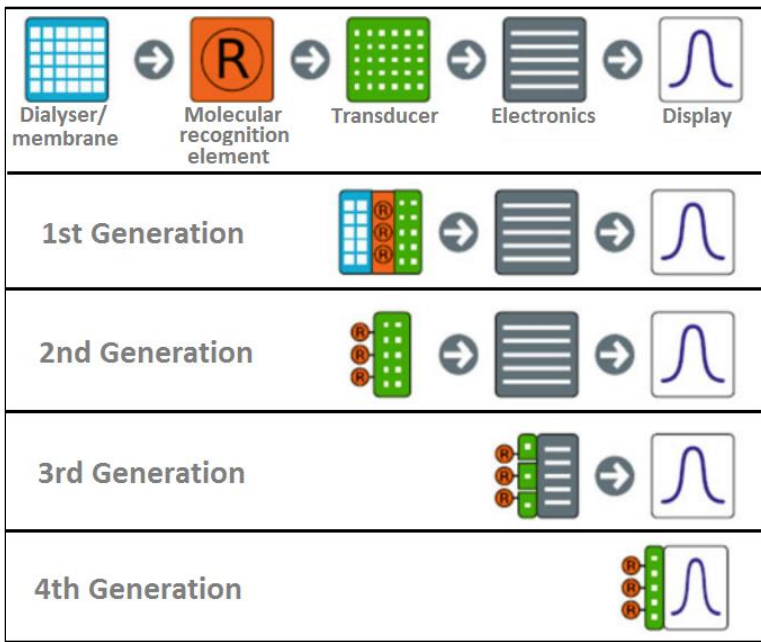 R
Dialyser/
membrane
Molecular
recognition
element
Transducer
Electronics
Display
1st Generation
R
R
R
2nd Generation
R
R
R
3rd Generation
R
R
R
4th Generation
R
R
R